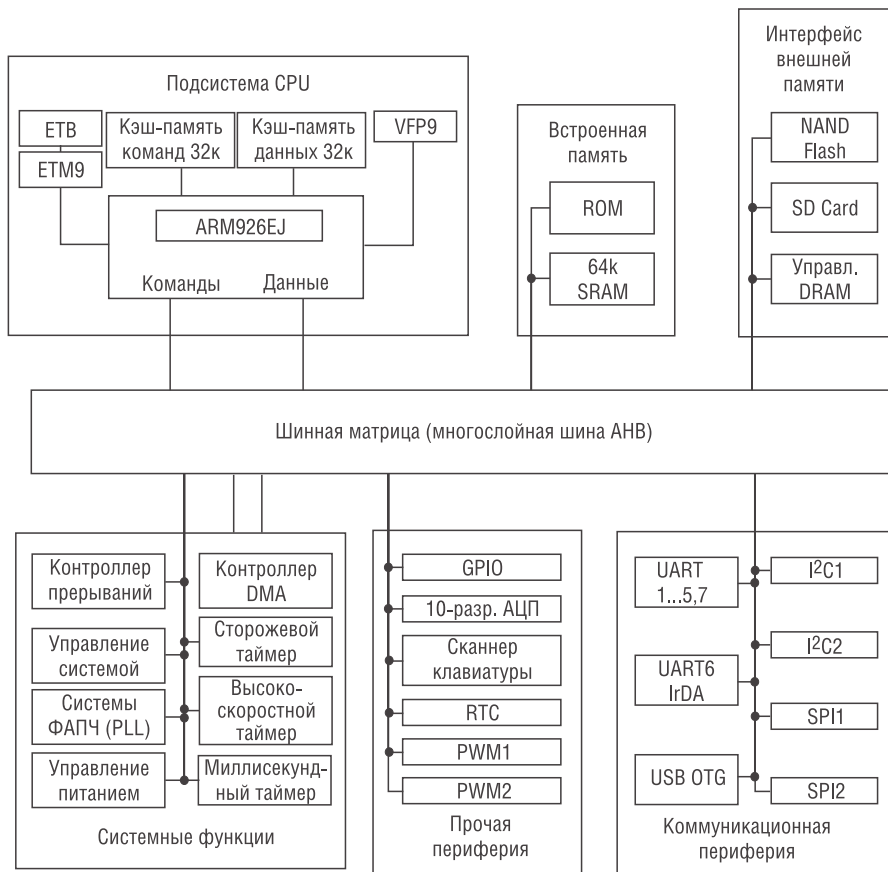 Подсистема CPU
ETB
ETM9
Кэш-память
команд 32к
Кэш-память
данных 32к
VFP9
ARM926EJ
Команды
Данные
Встроенная
память
ROM
64k
SRAM
Интерфейс
внешней
памяти
NAND
Flash
SD Card
Управл.
DRAM
Шинная матрица (многослойная шина АНВ)
Контроллер
прерываний
Управление
системой
Системы
ФАПЧ (PLL)
Управление
питанием
Контроллер
DMA
Сторожевой
таймер
Высоко-
скоростной
таймер
Миллисекунд-
ный таймер
Системные функции
GPIO
10-разр. АЦП
Сканнер
клавиатуры
RTC
PWM1
PWM2
Прочая
периферия
UART
1...5,7
UART6
IrDA
USB OTG
I²C1
I²C2
SPI1
SPI2
Коммуникационная
периферия